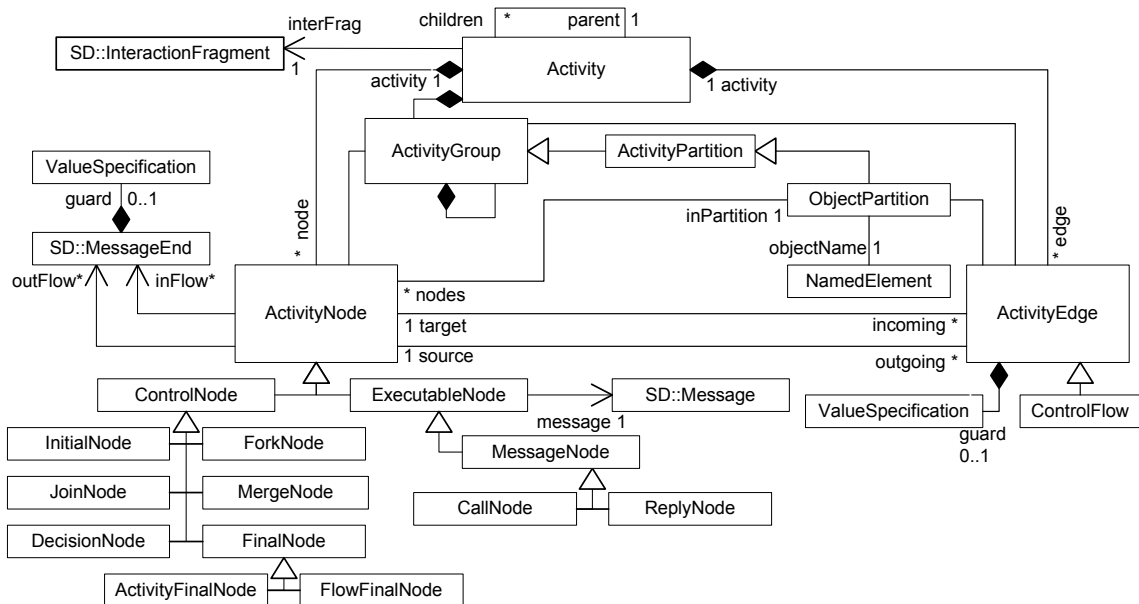 children * parent 1
interFrag
SD::InteractionFragment
1
Activity
activity 1
1 activity
ActivityGroup
ActivityPartition
ValueSpecification
guard 0..1
ObjectPartition
inPartition 1
node
*
edge
*
SD::MessageEnd
objectName 1
outFlow*
inFlow*
NamedElement
* nodes
ActivityNode
ActivityEdge
1 target
incoming *
1 source
outgoing *
ControlNode
ExecutableNode
SD::Message
message 1
ValueSpecification
ControlFlow
guard
0..1
InitialNode
ForkNode
MessageNode
JoinNode
MergeNode
CallNode
ReplyNode
DecisionNode
FinalNode
ActivityFinalNode
FlowFinalNode